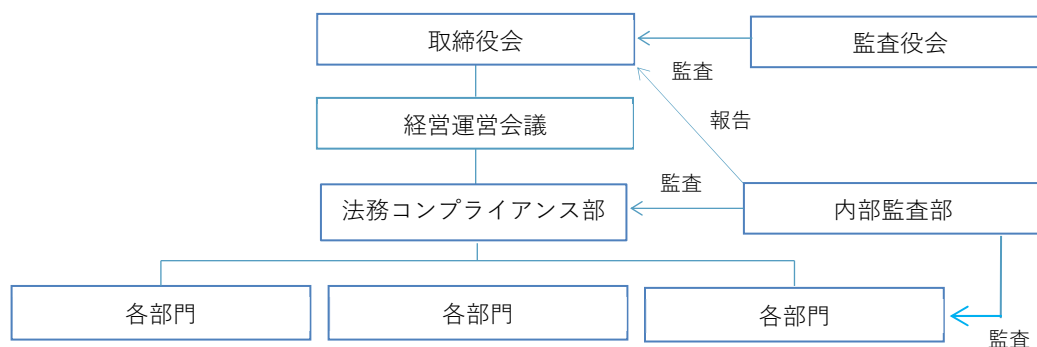 取締役会
監査役会
監査
報告
経営運営会議
監査
法務コンプライアンス部
内部監査部
各部門
各部門
各部門
監査